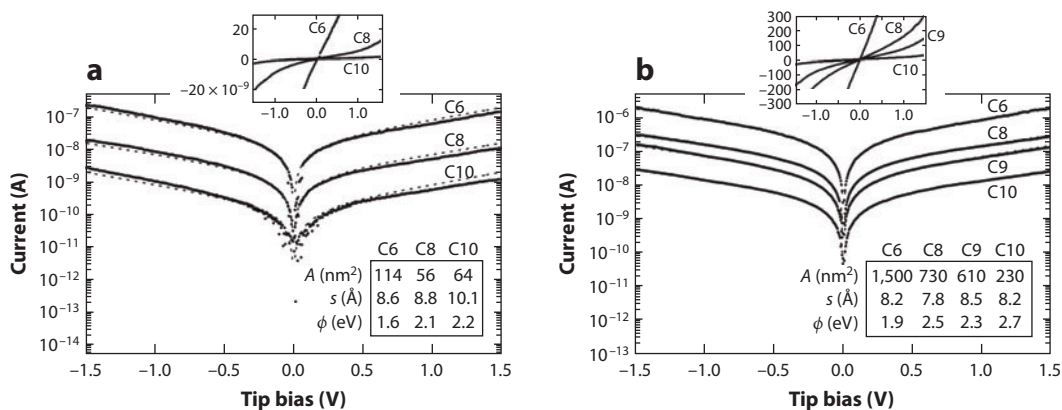 a
20
0
−20 × 10⁻⁹
C6
C8
C10
−1.0
0.0
1.0
Current (A)
10⁻⁷
10⁻⁸
10⁻⁹
10⁻¹⁰
10⁻¹¹
10⁻¹²
10⁻¹³
10⁻¹⁴
C6
C8
C10
C6 C8 C10
A (nm²) 114 56 64
s (Å) 8.6 8.8 10.1
ϕ (eV) 1.6 2.1 2.2
−1.5 −1.0 −0.5 0.0 0.5 1.0 1.5
Tip bias (V)
b
300
200
100
0
−100
−200
300
C6
C8
C9
C10
−1.0
0.0
1.0
Current (A)
10⁻⁶
10⁻⁷
10⁻⁸
10⁻⁹
10⁻¹⁰
10⁻¹¹
10⁻¹²
10⁻¹³
C6
C8
C9
C10
C6 C8 C9 C10
A (nm²) 1,500 730 610 230
s (Å) 8.2 7.8 8.5 8.2
ϕ (eV) 1.9 2.5 2.3 2.7
−1.5 −1.0 −0.5 0.0 0.5 1.0 1.5
Tip bias (V)